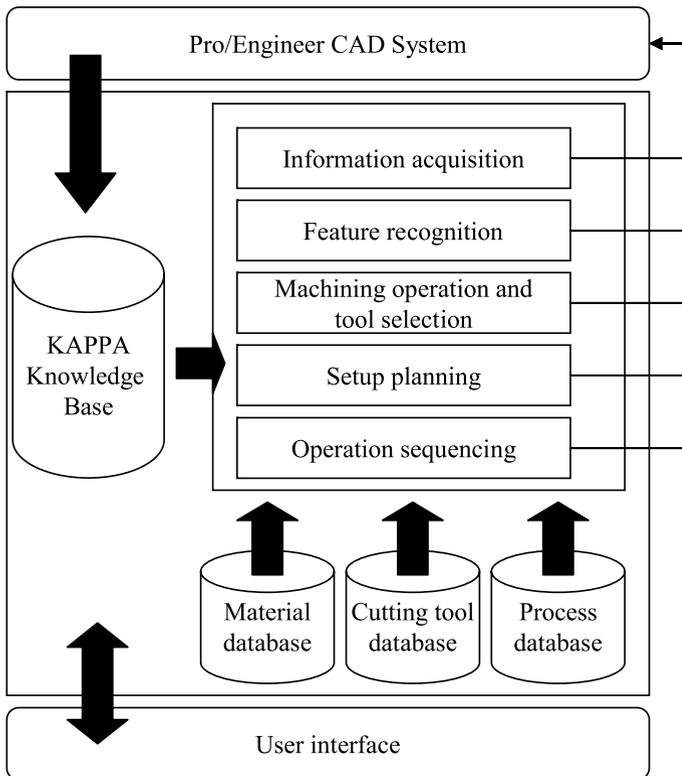 Pro/Engineer CAD System
Information acquisition
Feature recognition
Machining operation and
tool selection
Setup planning
Operation sequencing
KAPPA
Knowledge
Base
Material
database
Cutting tool
database
Process
database
User interface